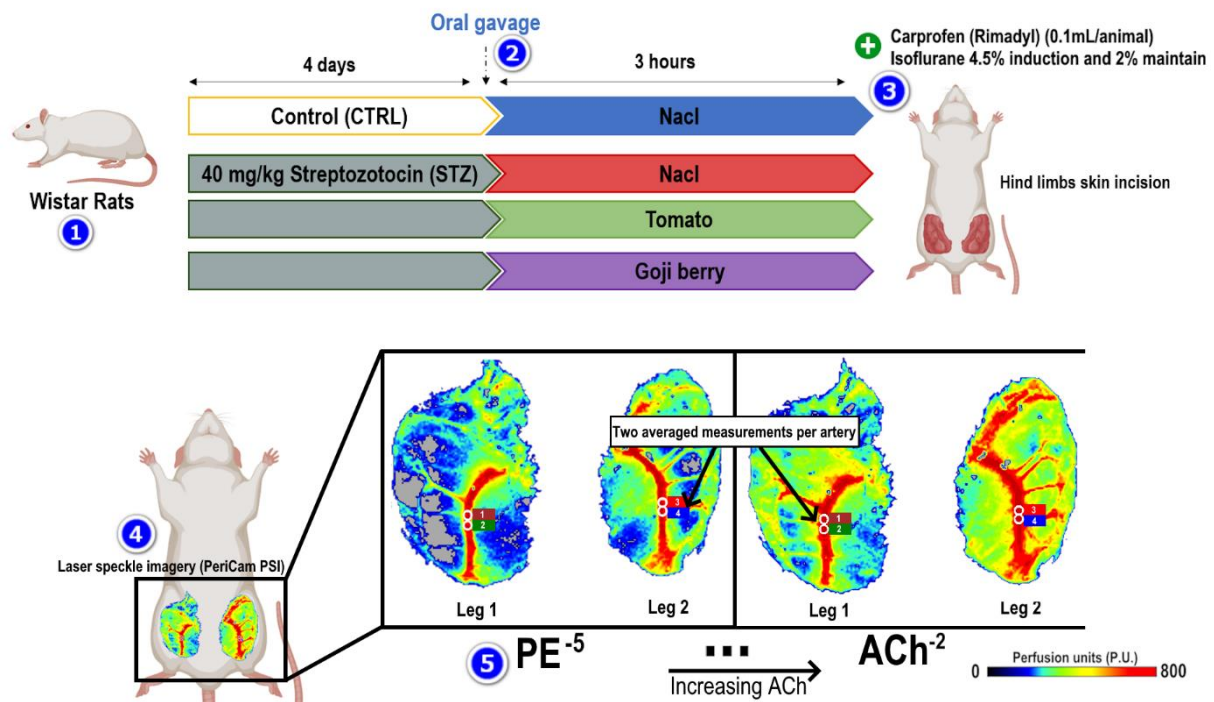 Oral gavage
2
4 days
3 hours
Carprofen (Rimadyl) (0.1mL/animal)
Isoflurane 4.5% induction and 2% maintain
3
Control (CTRL)
Nacl
40 mg/kg Streptozotocin (STZ)
Nacl
Tomato
Goji berry
Wistar Rats
1
Hind limbs skin incision
Two averaged measurements per artery
1
2
3
4
1
2
3
4
4
Laser speckle imagery (PeriCam PSI)
Leg 1
Leg 2
Leg 1
Leg 2
5
PE-5
...
Increasing ACh
ACh-2
Perfusion units (P.U.)
0
800